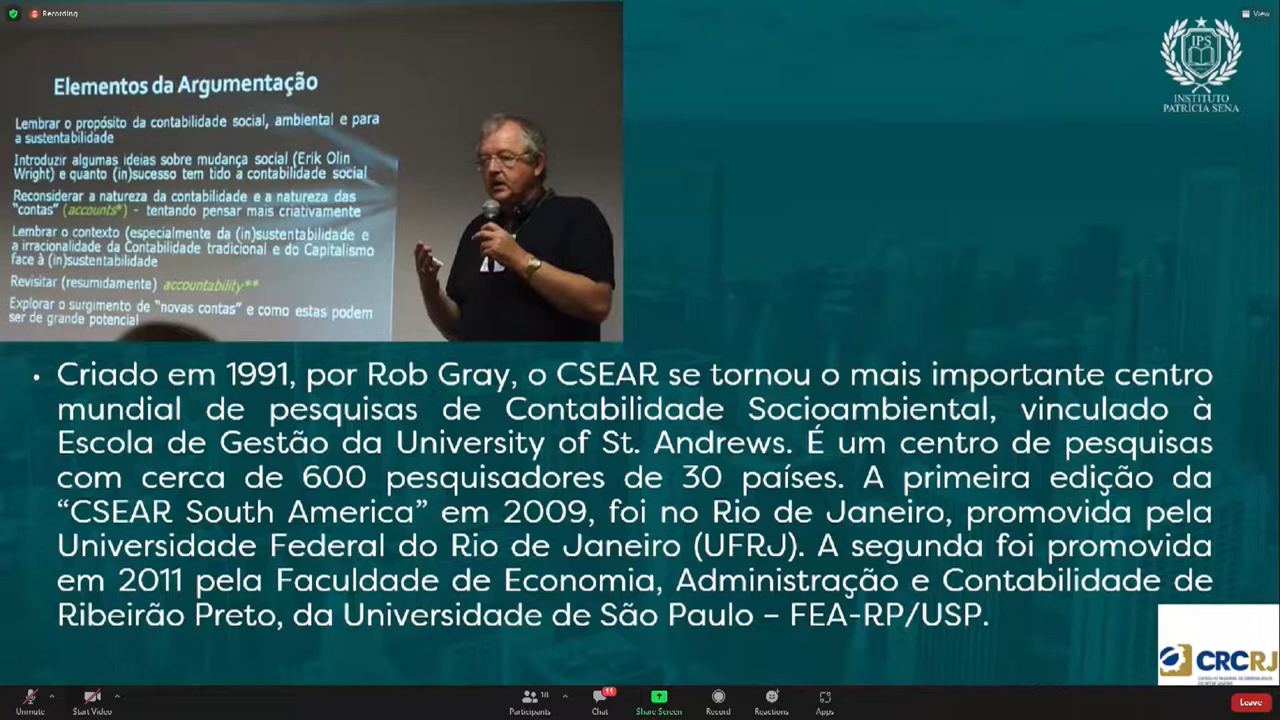 Recording
View
Elementos da Argumentação
Lembrar o propósito da contabilidade social, ambiental e para
a sustentabilidade
Introduzir algumas ideias sobre mudança social (Erik Olin
Wright) e quanto (in)sucesso tem tido a contabilidade social
Reconsiderar a natureza da contabilidade e a natureza das
"contas" (accounts*) - tentando pensar mais criativamente
Lembrar o contexto (especialmente da (in)sustentabilidade e
a irracionalidade da Contabilidade tradicional e do Capitalismo
face à (in)sustentabilidade
Revisitar (resumidamente) accountability**
Explorar o surgimento de "novas contas" e como estas podem
ser de grande potencial
IPS
INSTITUTO
PATRÍCIA SENA
• Criado em 1991, por Rob Gray, o CSEAR se tornou o mais importante centro
mundial de pesquisas de Contabilidade Socioambiental, vinculado à
Escola de Gestão da University of St. Andrews. É um centro de pesquisas
com cerca de 600 pesquisadores de 30 países. A primeira edição da
“CSEAR South America” em 2009, foi no Rio de Janeiro, promovida pela
Universidade Federal do Rio de Janeiro (UFRJ). A segunda foi promovida
em 2011 pela Faculdade de Economia, Administração e Contabilidade de
Ribeirão Preto, da Universidade de São Paulo – FEA-RP/USP.
CRCRJ
Unmute
Start Video
Participants
18
Chat
11
Share Screen
Record
Reactions
Apps
Leave